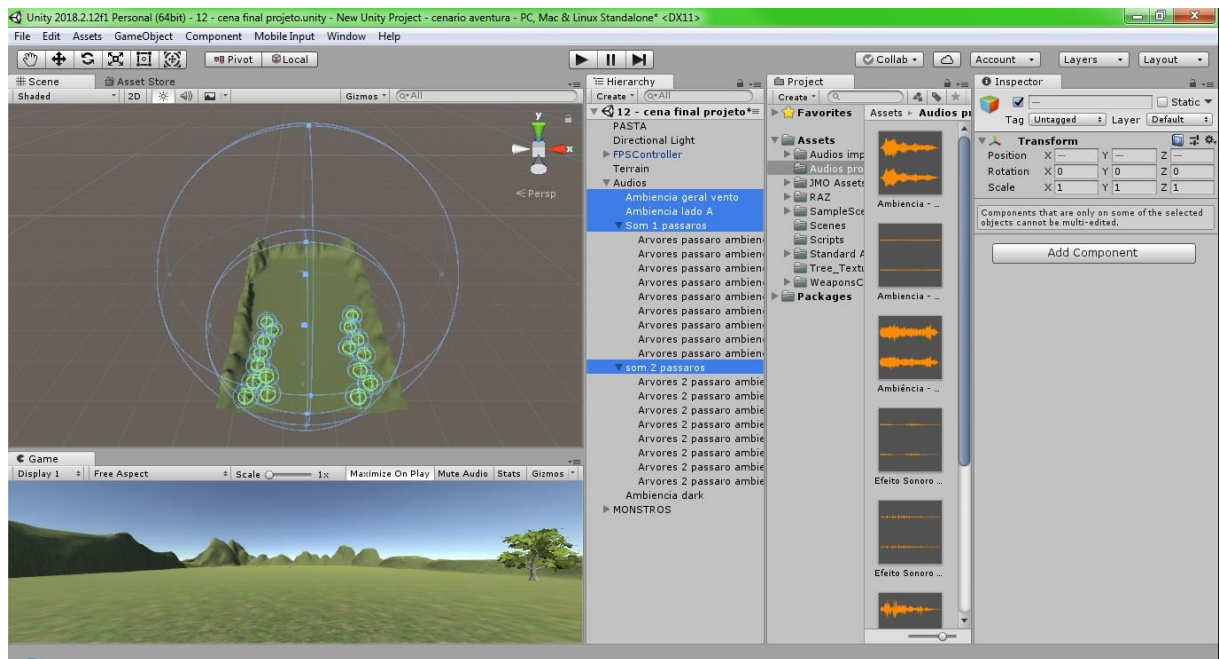 Unity 2018.2.12f1 Personal (64bit) - 12 - cena final projeto.unity - New Unity Project - cenario aventura - PC, Mac & Linux Standalone* <DX11>
File Edit Assets GameObject Component Mobile Input Window Help
Pivot Local Collab Account Layers Layout
Scene Asset Store
Shaded 2D Gizmos All
y
x
Persp
Game
Display 1 Free Aspect Scale 1x Maximize On Play Mute Audio Stats Gizmos
Hierarchy
Create All
12 - cena final projeto*
PASTA
Directional Light
FPSController
Terrain
Audios
Ambiencia geral vento
Ambiencia lado A
Som 1 passaros
Arvores passaro ambien
Arvores passaro ambien
Arvores passaro ambien
Arvores passaro ambien
Arvores passaro ambien
Arvores passaro ambien
Arvores passaro ambien
Arvores passaro ambien
Arvores passaro ambien
som 2 passaros
Arvores 2 passaro ambie
Arvores 2 passaro ambie
Arvores 2 passaro ambie
Arvores 2 passaro ambie
Arvores 2 passaro ambie
Arvores 2 passaro ambie
Arvores 2 passaro ambie
Arvores 2 passaro ambie
Ambiencia dark
MONSTROS
Project
Create
Favorites
Assets
Audios imp
Audios pro
JMO Assets
RAZ
SampleSce
Scenes
Scripts
Standard A
Tree_Textu
WeaponsC
Packages
Assets Audios pr
Ambiencia - ...
Ambiencia - ...
Ambiência - ...
Efeito Sonoro ...
Efeito Sonoro ...
Inspector
— Static
Tag Untagged Layer Default
Transform
Position X — Y — Z —
Rotation X 0 Y 0 Z 0
Scale X 1 Y 1 Z 1
Components that are only on some of the selected
objects cannot be multi-edited.
Add Component